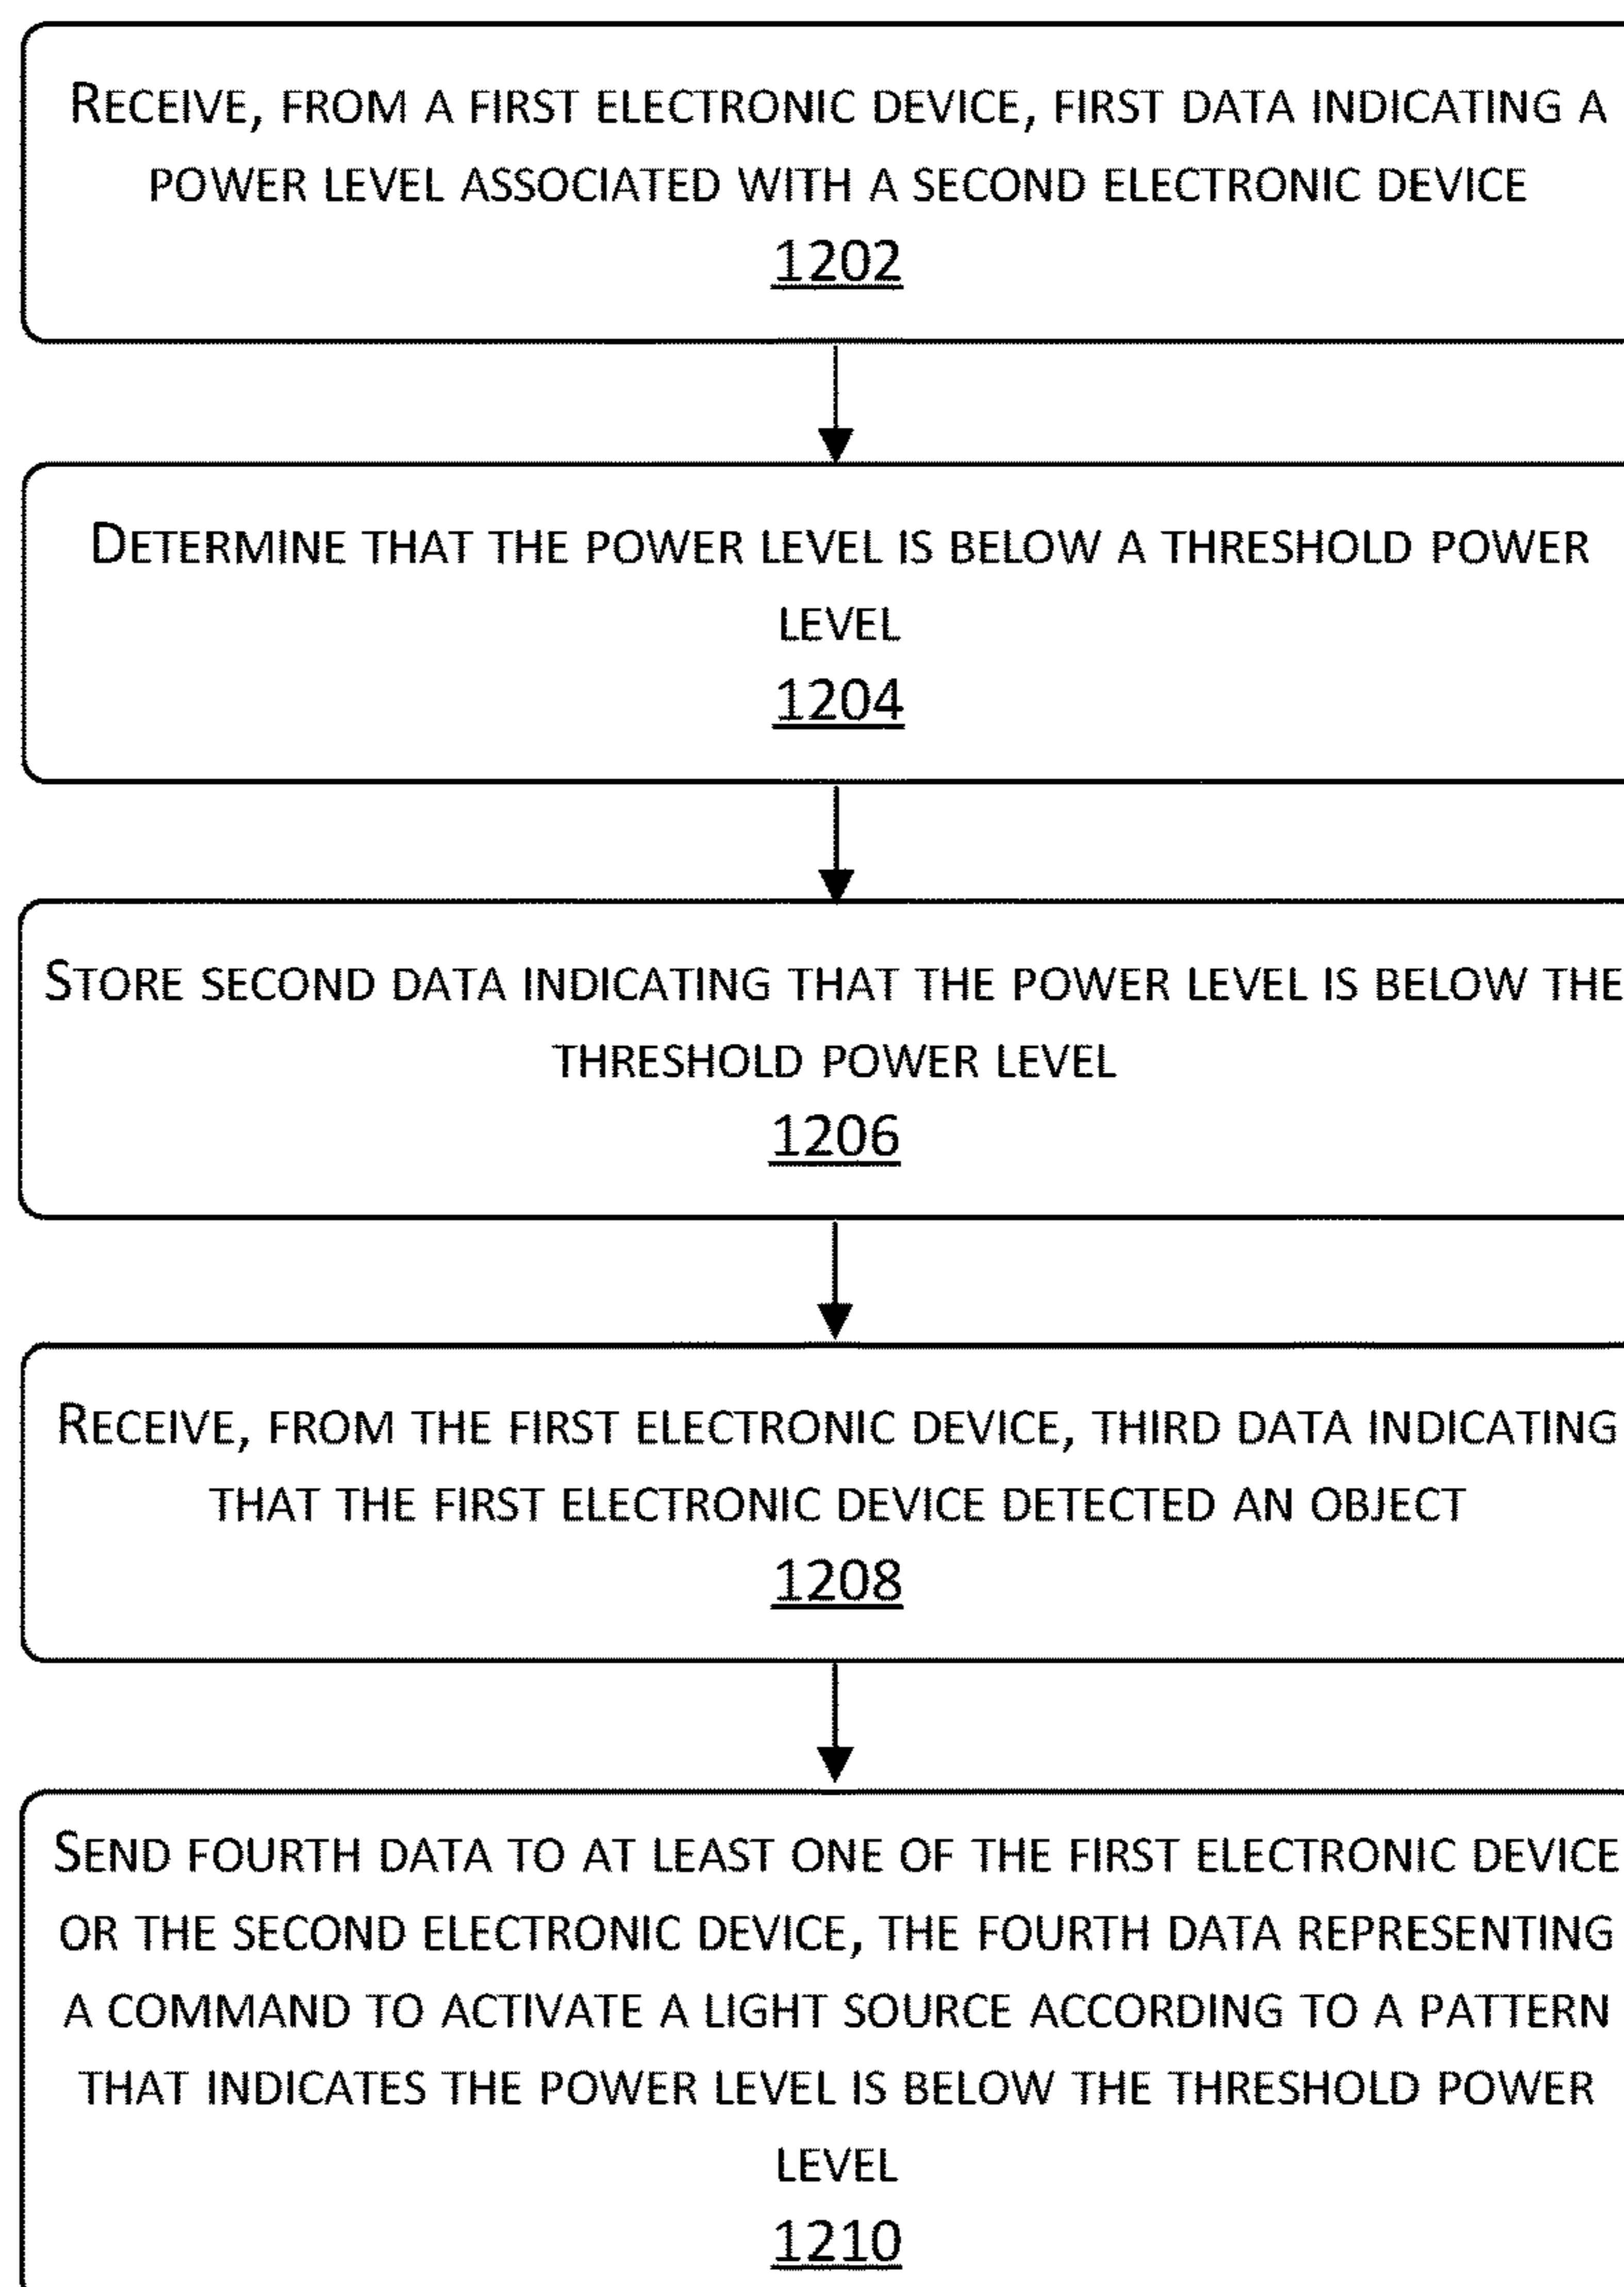 RECEIVE, FROM A FIRST ELECTRONIC DEVICE, FIRST DATA INDICATING A
POWER LEVEL ASSOCIATED WITH A SECOND ELECTRONIC DEVICE
1202
DETERMINE THAT THE POWER LEVEL IS BELOW A THRESHOLD POWER
LEVEL
1204
STORE SECOND DATA INDICATING THAT THE POWER LEVEL IS BELOW THE
THRESHOLD POWER LEVEL
1206
RECEIVE, FROM THE FIRST ELECTRONIC DEVICE, THIRD DATA INDICATING
THAT THE FIRST ELECTRONIC DEVICE DETECTED AN OBJECT
1208
SEND FOURTH DATA TO AT LEAST ONE OF THE FIRST ELECTRONIC DEVICE
OR THE SECOND ELECTRONIC DEVICE, THE FOURTH DATA REPRESENTING
A COMMAND TO ACTIVATE A LIGHT SOURCE ACCORDING TO A PATTERN
THAT INDICATES THE POWER LEVEL IS BELOW THE THRESHOLD POWER
LEVEL
1210